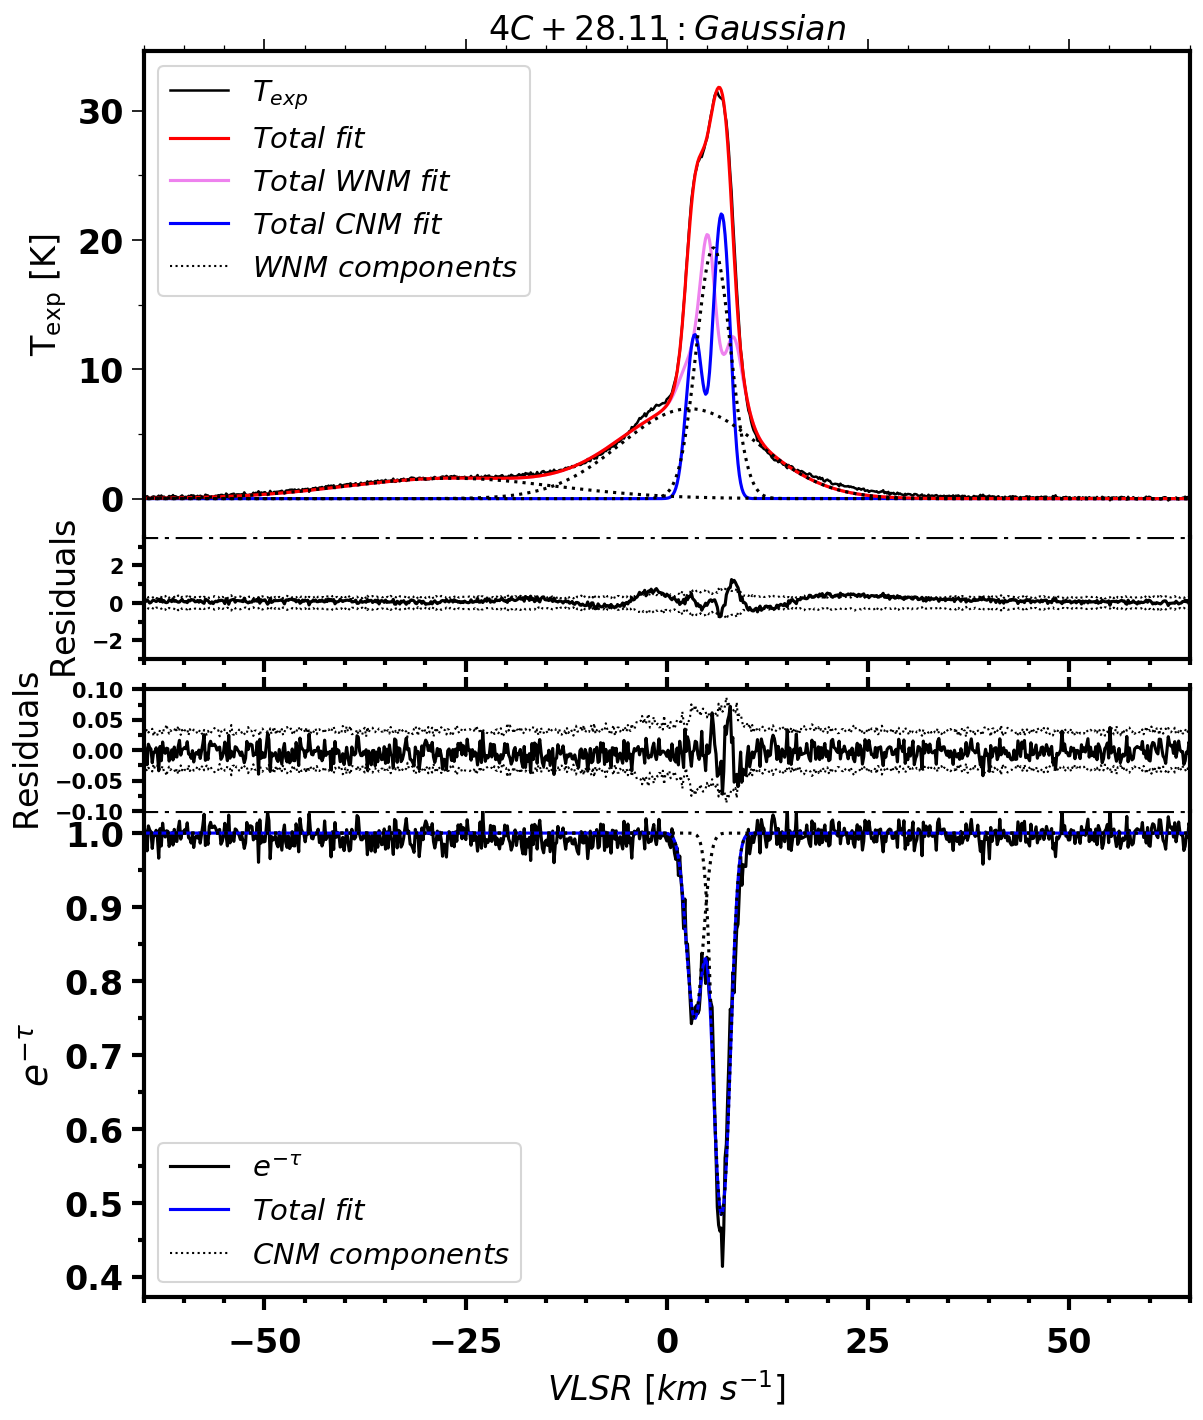 4C + 28.11 : Gaussian
T_exp
Total fit
Total WNM fit
Total CNM fit
WNM components
T_exp [K]
30
20
10
0
Residuals
2
0
−2
Residuals
0.10
0.05
0.00
−0.05
−0.10
e^−τ
1.0
0.9
0.8
0.7
0.6
0.5
0.4
e^−τ
Total fit
CNM components
−50 −25 0 25 50
VLSR [km s^−1]